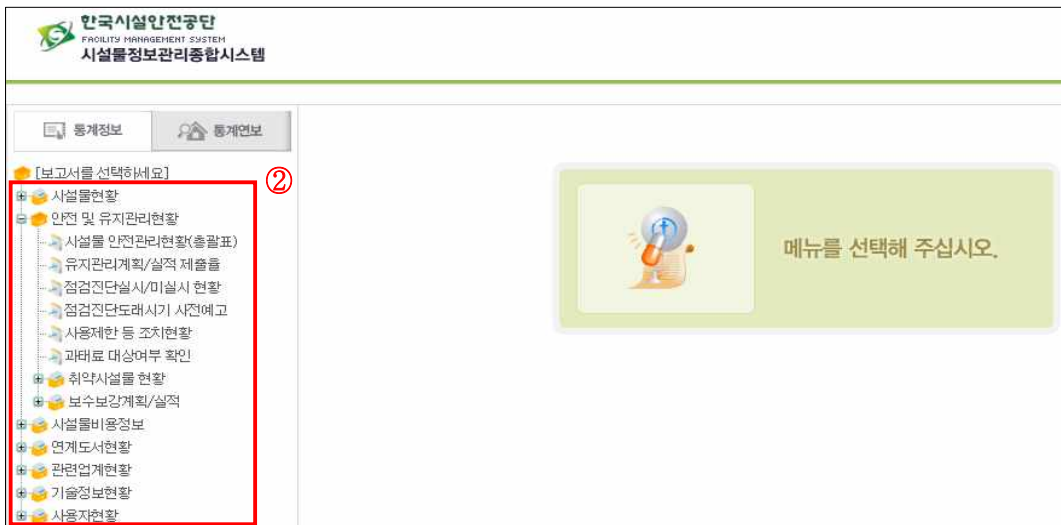 한국시설안전공단
FACILITY MANAGEMENT SYSTEM
시설물정보관리종합시스템
통계정보
통계연보
[보고서를 선택하세요]
②
시설물현황
안전 및 유지관리현황
시설물 안전관리현황(총괄표)
유지관리계획/실적 제출율
점검진단실시/미실시 현황
점검진단도래시기 사전예고
사용제한 등 조치현황
과태료 대상여부 확인
취약시설물 현황
보수보강계획/실적
시설물비용정보
연계도서현황
관련업계현황
기술정보현황
사용자현황
메뉴를 선택해 주십시오.